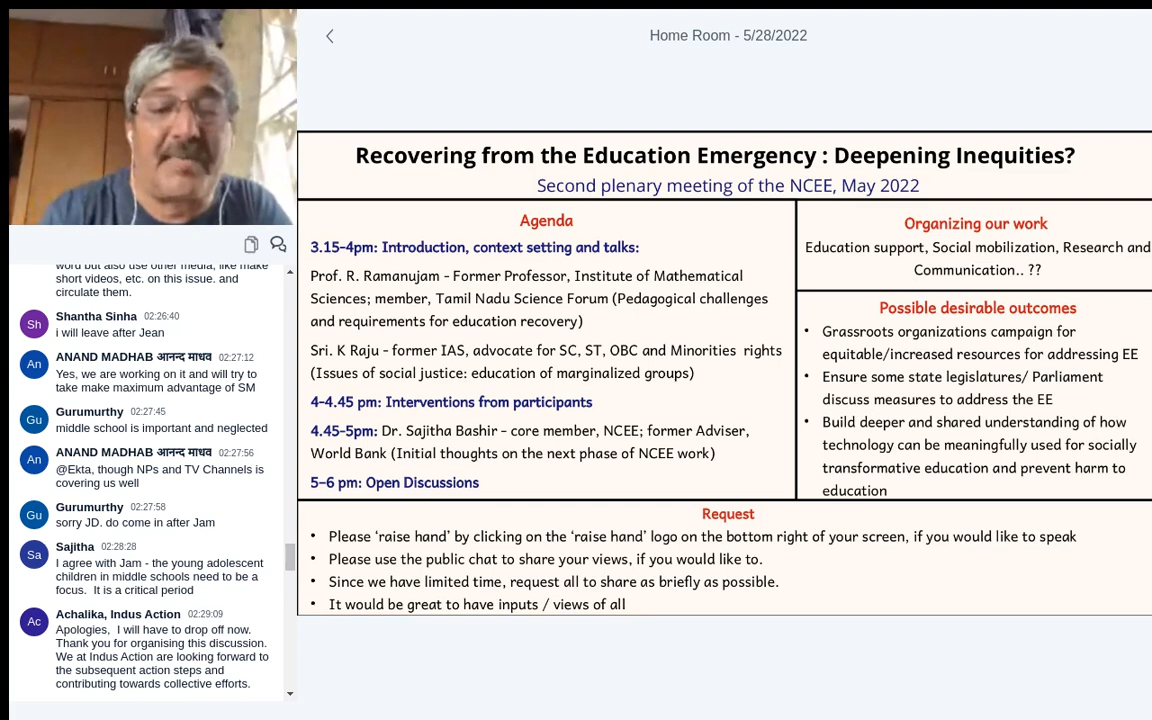 Home Room - 5/28/2022
Recovering from the Education Emergency : Deepening Inequities?
Second plenary meeting of the NCEE, May 2022
Agenda
3.15-4pm: Introduction, context setting and talks:
Prof. R. Ramanujam - Former Professor, Institute of Mathematical
Sciences; member, Tamil Nadu Science Forum (Pedagogical challenges
and requirements for education recovery)
Sri. K Raju - former IAS, advocate for SC, ST, OBC and Minorities rights
(Issues of social justice: education of marginalized groups)
4-4.45 pm: Interventions from participants
4.45-5pm: Dr. Sajitha Bashir - core member, NCEE; former Adviser,
World Bank (Initial thoughts on the next phase of NCEE work)
5-6 pm: Open Discussions
Organizing our work
Education support, Social mobilization, Research and
Communication.. ??
Possible desirable outcomes
• Grassroots organizations campaign for
equitable/increased resources for addressing EE
• Ensure some state legislatures/ Parliament
discuss measures to address the EE
• Build deeper and shared understanding of how
technology can be meaningfully used for socially
transformative education and prevent harm to
education
Request
• Please ‘raise hand’ by clicking on the ‘raise hand’ logo on the bottom right of your screen, if you would like to speak
• Please use the public chat to share your views, if you would like to.
• Since we have limited time, request all to share as briefly as possible.
• It would be great to have inputs / views of all
word but also use other media, like make
short videos, etc. on this issue. and
circulate them.
Sh
Shantha Sinha 02:26:40
i will leave after Jean
An
ANAND MADHAB आनन्द माधव 02:27:12
Yes, we are working on it and will try to
take make maximum advantage of SM
Gu
Gurumurthy 02:27:45
middle school is important and neglected
An
ANAND MADHAB आनन्द माधव 02:27:56
@Ekta, though NPs and TV Channels is
covering us well
Gu
Gurumurthy 02:27:58
sorry JD. do come in after Jam
Sa
Sajitha 02:28:28
I agree with Jam - the young adolescent
children in middle schools need to be a
focus. It is a critical period
Ac
Achalika, Indus Action 02:29:09
Apologies, I will have to drop off now.
Thank you for organising this discussion.
We at Indus Action are looking forward to
the subsequent action steps and
contributing towards collective efforts.